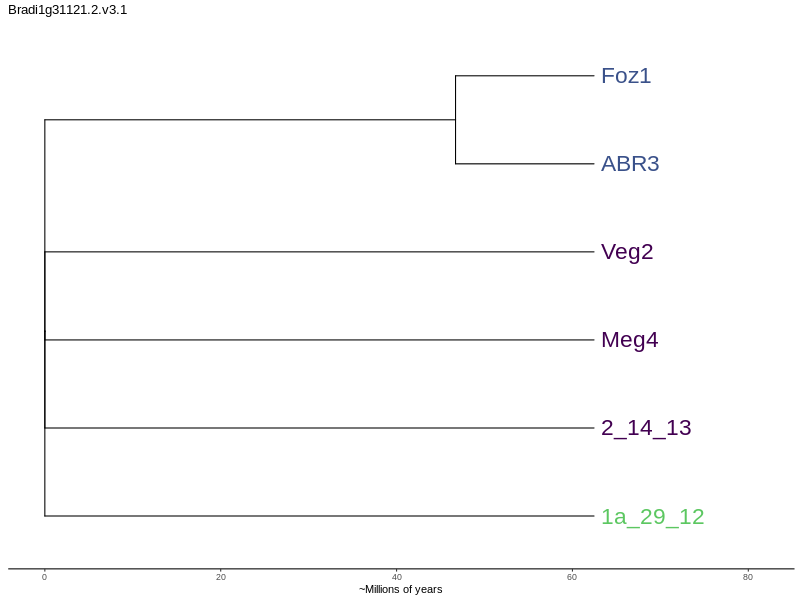 Bradi1g31121.2.v3.1
Foz1
ABR3
Veg2
Meg4
2_14_13
1a_29_12
0 20 40 60 80
~Millions of years